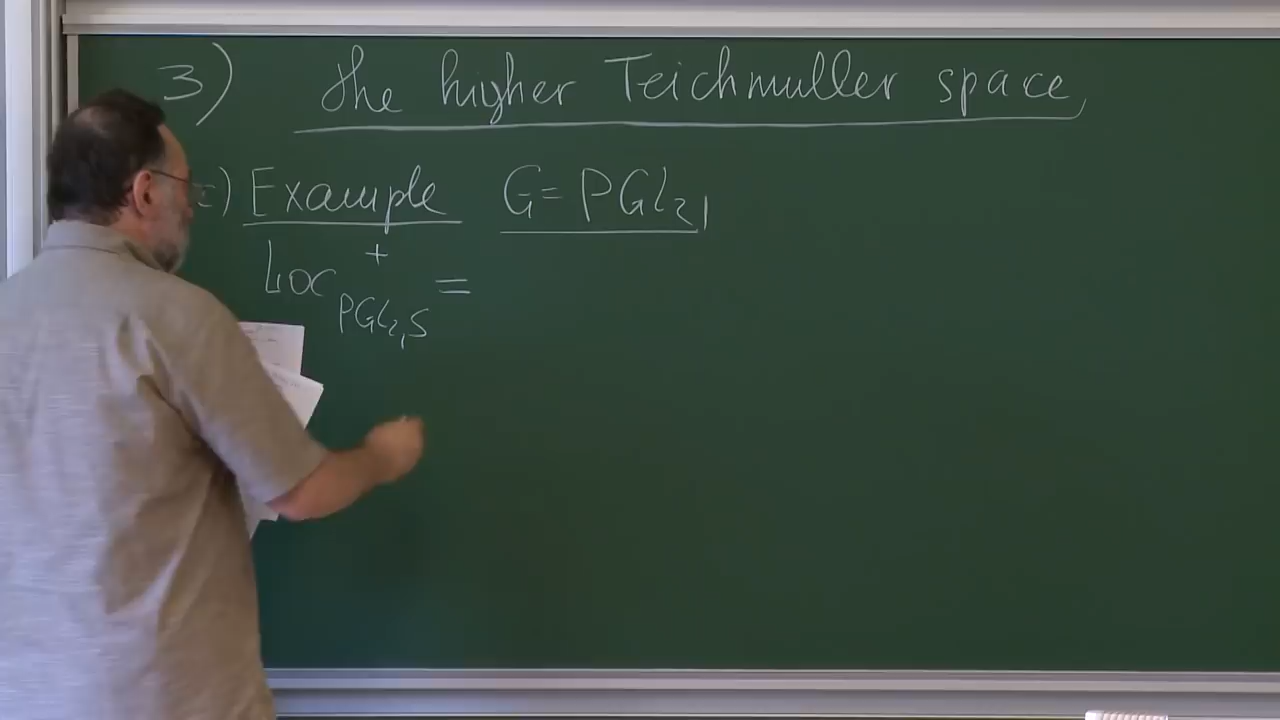 3) The higher Teichmuller space,
Example G = PGL₂,
Loc⁺ PGL₂,S =